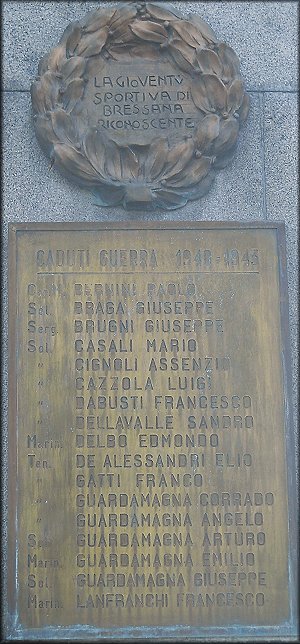 LA GIOVENTV
SPORTIVA DI
BRESSANA
RICONOSCENTE
CADUTI GUERRA 1940-1945
C.M. BERNINI PAOLO
Sol. BRAGA GIUSEPPE
Serg. BRUGNI GIUSEPPE
Sol. CASALI MARIO
" CIGNOLI ASSENZIO
" CAZZOLA LUIGI
" DABUSTI FRANCESCO
" DELLAVALLE SANDRO
Marin. DELBO EDMONDO
Ten. DE ALESSANDRI ELIO
" GATTI FRANCO
" GUARDAMAGNA CORRADO
" GUARDAMAGNA ANGELO
Sol. GUARDAMAGNA ARTURO
Marin. GUARDAMAGNA EMILIO
Sol. GUARDAMAGNA GIUSEPPE
Marin. LANFRANCHI FRANCESCO